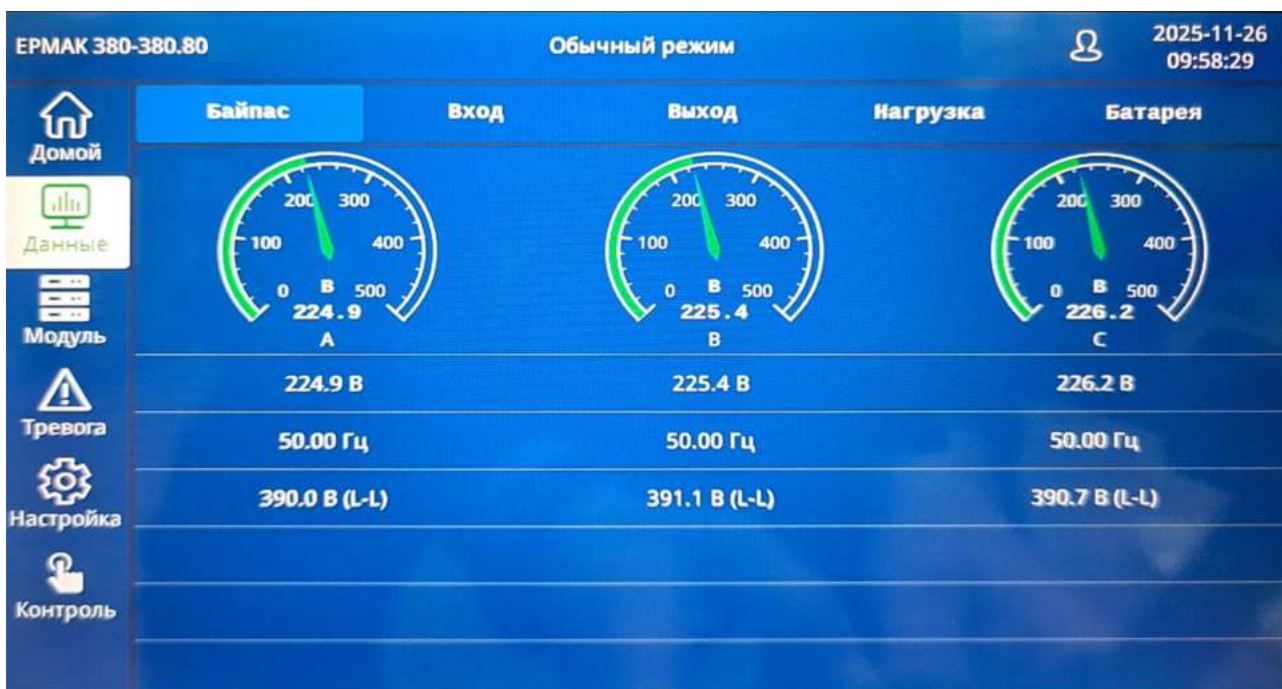 ЕРМАК 380-380.80
Обычный режим
2025-11-26
09:58:29
Домой
Данные
Модуль
Тревога
Настройка
Контроль
Байпас Вход Выход Нагрузка Батарея
0 100 200 300 400 500
В
224.9
A
0 100 200 300 400 500
В
225.4
B
0 100 200 300 400 500
В
226.2
C
224.9 В 225.4 В 226.2 В
50.00 Гц 50.00 Гц 50.00 Гц
390.0 В (L-L) 391.1 В (L-L) 390.7 В (L-L)